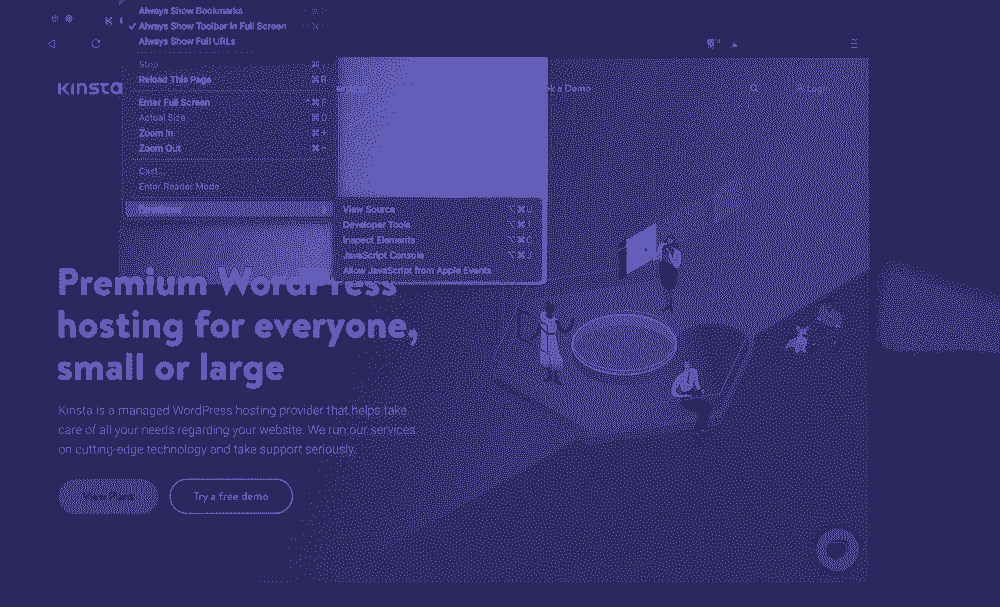 Always Show Bookmarks
✓ Always Show Toolbar in Full Screen
Always Show Full URLs
Stop
Reload This Page ⌘ R
Enter Full Screen ^ ⌘ F
Actual Size ⌘ 0
Zoom In ⌘ +
Zoom Out ⌘ −
Cast
Enter Reader Mode
Developer
View Source ⌥ ⌘ U
Developer Tools ⌥ ⌘ I
Inspect Elements ⌥ ⌘ C
JavaScript Console ⌥ ⌘ J
Allow JavaScript from Apple Events
KINSTA
a Demo
Login
Premium WordPress
hosting for everyone,
small or large
Kinsta is a managed WordPress hosting provider that helps take
care of all your needs regarding your website. We run our services
on cutting-edge technology and take support seriously.
View Plans
Try a free demo